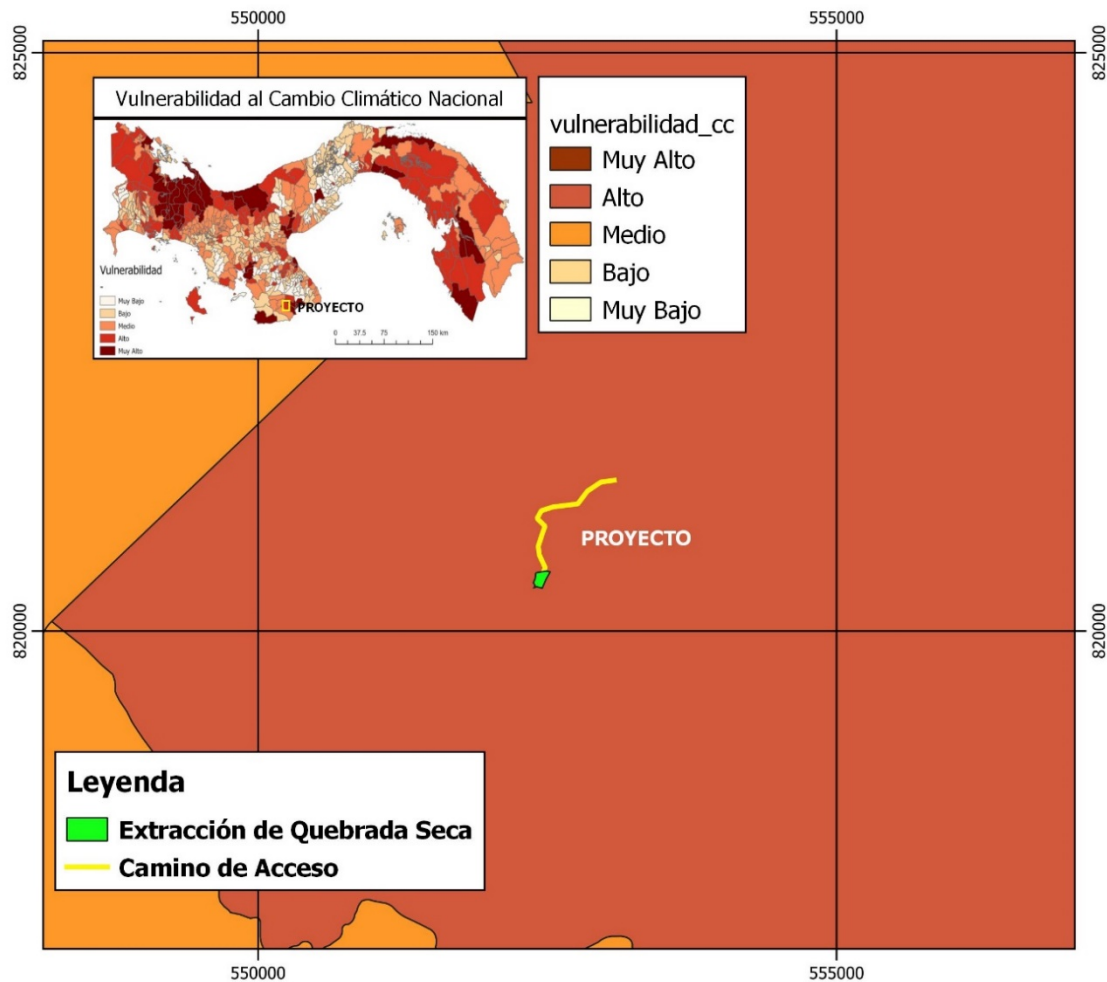 550000
555000
825000
825000
Vulnerabilidad al Cambio Climático Nacional
Vulnerabilidad
-
Muy Bajo
Bajo
Medio
Alto
Muy Alto
PROYECTO
0 37.5 75 150 km
vulnerabilidad_cc
Muy Alto
Alto
Medio
Bajo
Muy Bajo
PROYECTO
820000
820000
Leyenda
Extracción de Quebrada Seca
Camino de Acceso
550000
555000